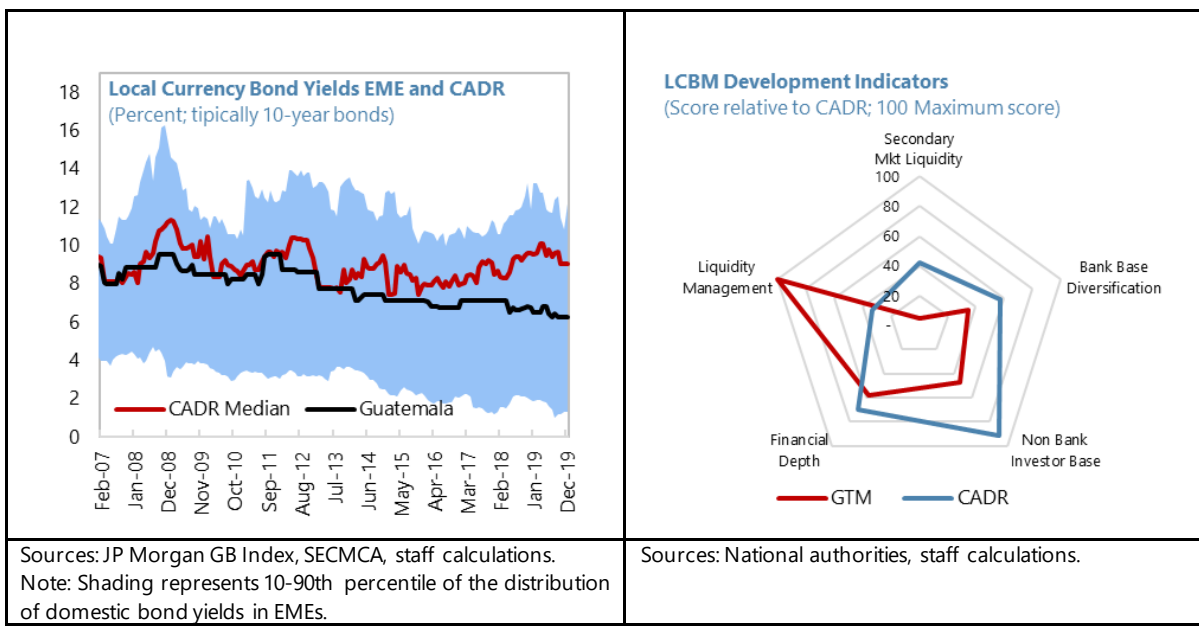 Local Currency Bond Yields EME and CADR
(Percent; tipically 10-year bonds)
18
16
14
12
10
8
6
4
2
0
CADR Median
Guatemala
Feb-07
Jan-08
Dec-08
Nov-09
Oct-10
Sep-11
Aug-12
Jul-13
Jun-14
May-15
Apr-16
Mar-17
Feb-18
Jan-19
Dec-19
LCBM Development Indicators
(Score relative to CADR; 100 Maximum score)
Secondary
Mkt Liquidity
100
80
60
40
20
-
Bank Base
Diversification
Non Bank
Investor Base
Financial
Depth
Liquidity
Management
GTM
CADR
Sources: JP Morgan GB Index, SECMCA, staff calculations.
Note: Shading represents 10-90th percentile of the distribution
of domestic bond yields in EMEs.
Sources: National authorities, staff calculations.